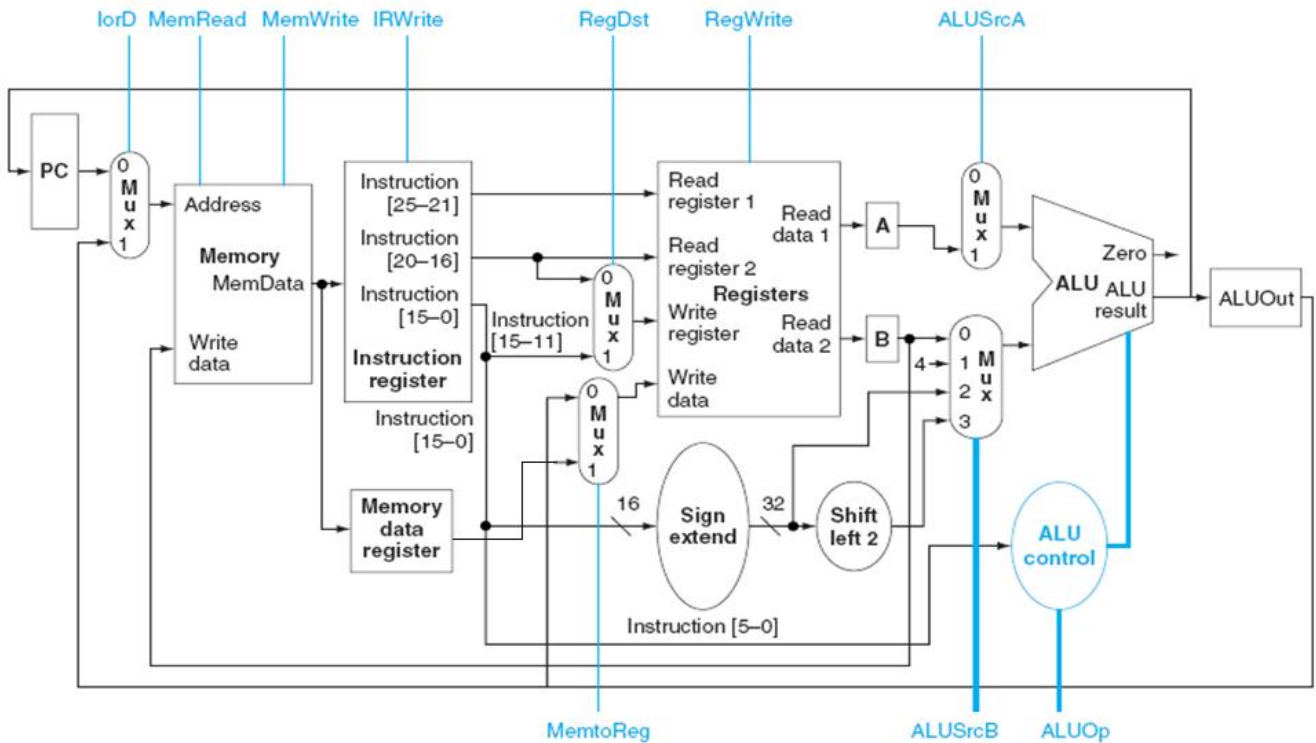 IorD MemRead MemWrite IRWrite RegDst RegWrite ALUSrcA
PC
0
M
u
x
1
Address
Memory
MemData
Write
data
Instruction
[25–21]
Instruction
[20–16]
Instruction
[15–0]
Instruction
register
Instruction
[15–0]
Memory
data
register
Instruction
[15–11]
0
M
u
x
1
0
M
u
x
1
Read
register 1
Read
register 2
Registers
Write
register
Write
data
Read
data 1
Read
data 2
16
Sign
extend
32
Shift
left 2
Instruction [5–0]
A
B
4
0
M
u
x
1
0
1
2
3
M
u
x
Zero
ALU
ALU
result
ALUOut
ALU
control
MemtoReg ALUSrcB ALUOp